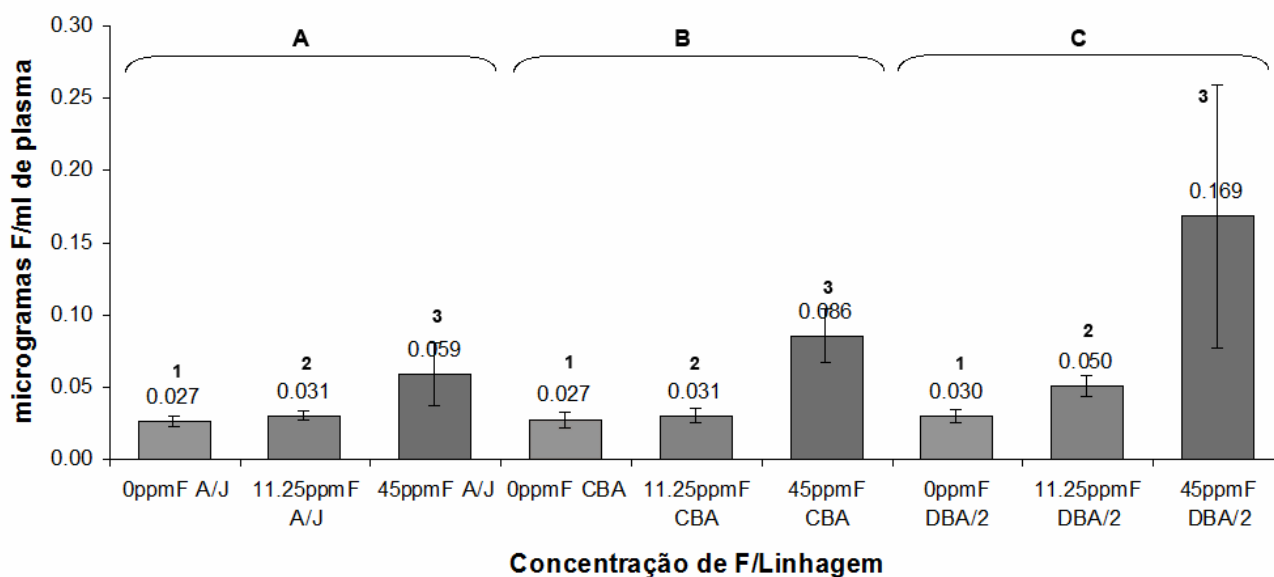 0.30
0.25
0.20
0.15
0.10
0.05
0.00
microgramas F/ml de plasma
A
B
C
1
0.027
2
0.031
3
0.059
1
0.027
2
0.031
3
0.086
1
0.030
2
0.050
3
0.169
0ppmF A/J
11.25ppmF
A/J
45ppmF A/J
0ppmF CBA
11.25ppmF
CBA
45ppmF
CBA
0ppmF
DBA/2
11.25ppmF
DBA/2
45ppmF
DBA/2
Concentração de F/Linhagem